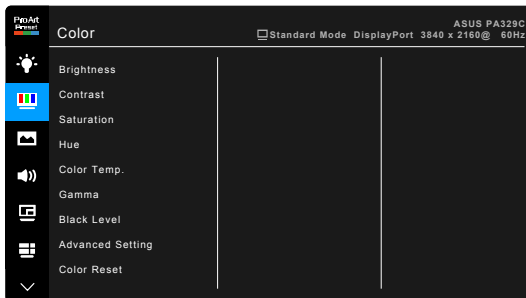 ProArt
Preset
Color
ASUS PA329C
Standard Mode DisplayPort 3840 x 2160@ 60Hz
Brightness
Contrast
Saturation
Hue
Color Temp.
Gamma
Black Level
Advanced Setting
Color Reset